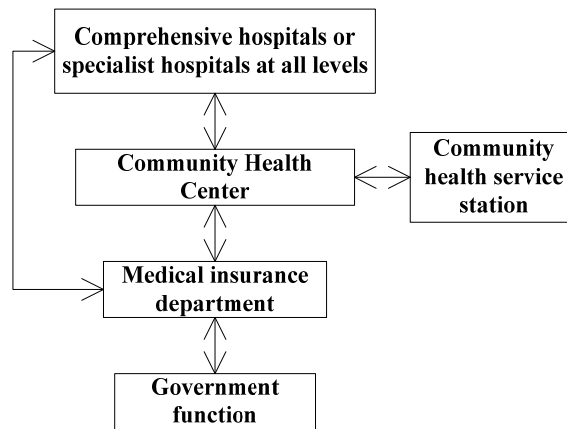 Comprehensive hospitals or
specialist hospitals at all levels
Community Health
Center
Community
health service
station
Medical insurance
department
Government
function